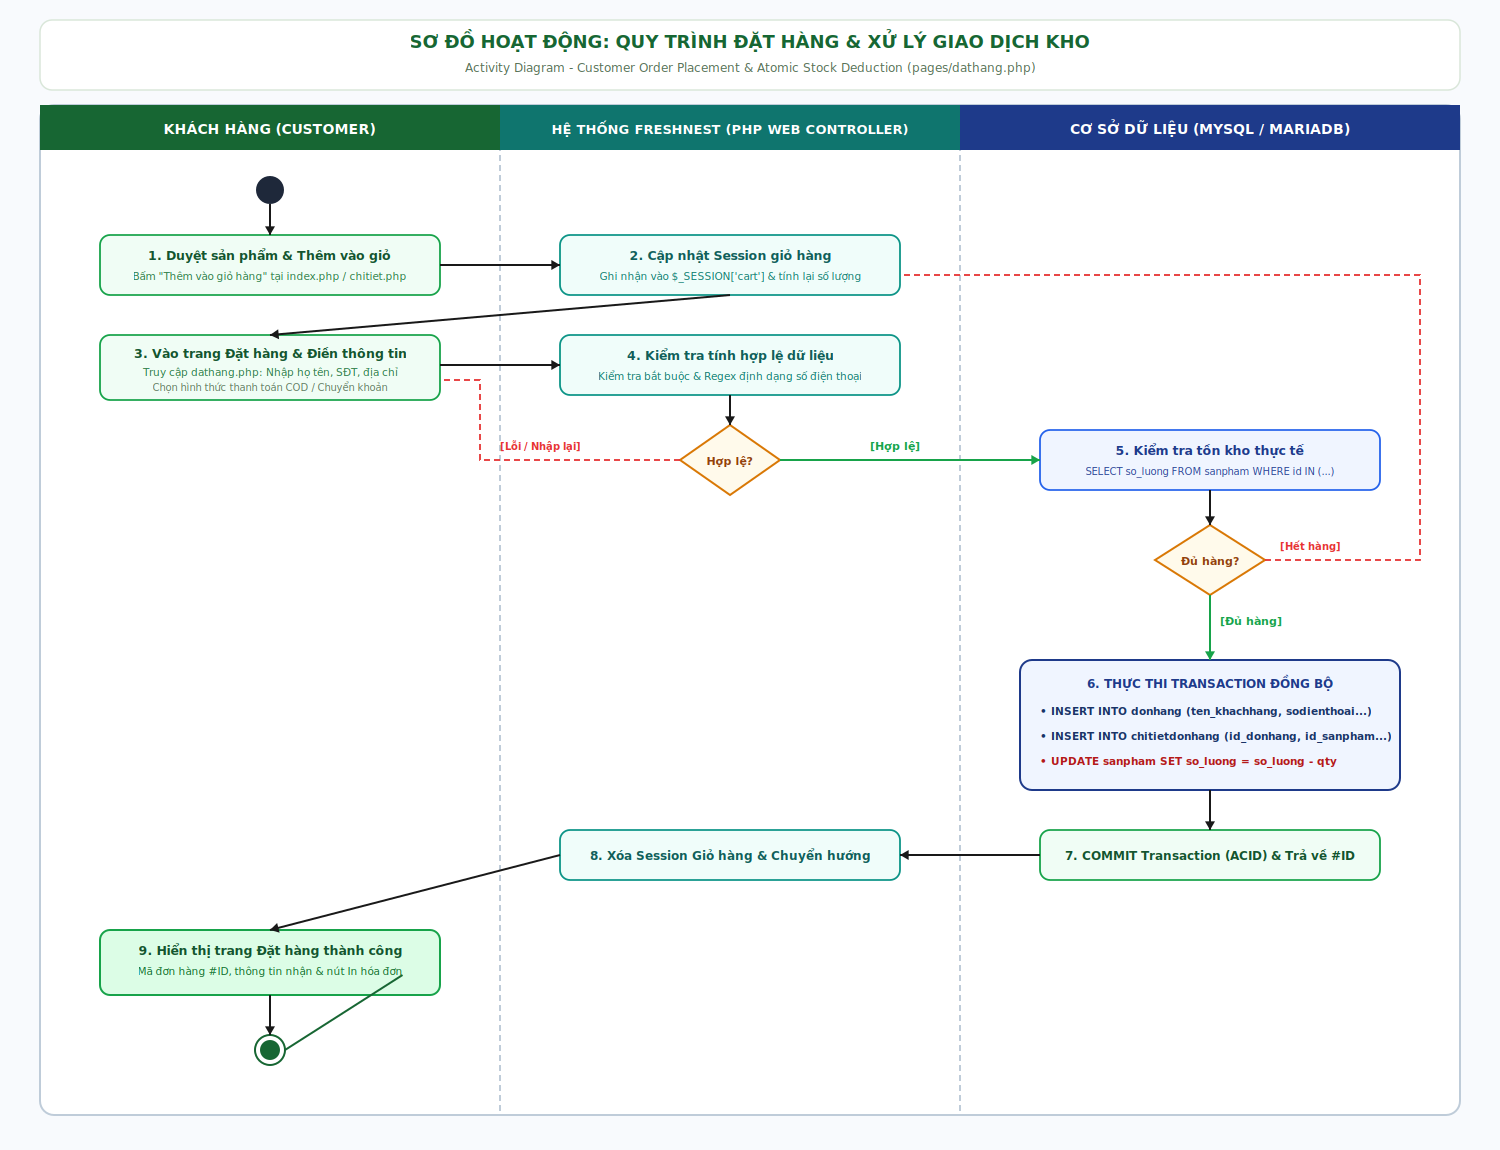 SƠ ĐỒ HOẠT ĐỘNG: QUY TRÌNH ĐẶT HÀNG & XỬ LÝ GIAO DỊCH KHO
Activity Diagram - Customer Order Placement & Atomic Stock Deduction (pages/dathang.php)
KHÁCH HÀNG (CUSTOMER)
HỆ THỐNG FRESHNEST (PHP WEB CONTROLLER)
CƠ SỞ DỮ LIỆU (MYSQL / MARIADB)
1. Duyệt sản phẩm & Thêm vào giỏ
Bấm "Thêm vào giỏ hàng" tại index.php / chitiet.php
2. Cập nhật Session giỏ hàng
Ghi nhận vào $_SESSION['cart'] & tính lại số lượng
3. Vào trang Đặt hàng & Điền thông tin
Truy cập dathang.php: Nhập họ tên, SĐT, địa chỉ
Chọn hình thức thanh toán COD / Chuyển khoản
4. Kiểm tra tính hợp lệ dữ liệu
Kiểm tra bắt buộc & Regex định dạng số điện thoại
[Lỗi / Nhập lại]
Hợp lệ?
[Hợp lệ]
5. Kiểm tra tồn kho thực tế
SELECT so_luong FROM sanpham WHERE id IN (...)
Đủ hàng?
[Hết hàng]
[Đủ hàng]
6. THỰC THI TRANSACTION ĐỒNG BỘ
• INSERT INTO donhang (ten_khachhang, sodienthoai...)
• INSERT INTO chitietdonhang (id_donhang, id_sanpham...)
• UPDATE sanpham SET so_luong = so_luong - qty
8. Xóa Session Giỏ hàng & Chuyển hướng
7. COMMIT Transaction (ACID) & Trả về #ID
9. Hiển thị trang Đặt hàng thành công
Mã đơn hàng #ID, thông tin nhận & nút In hóa đơn